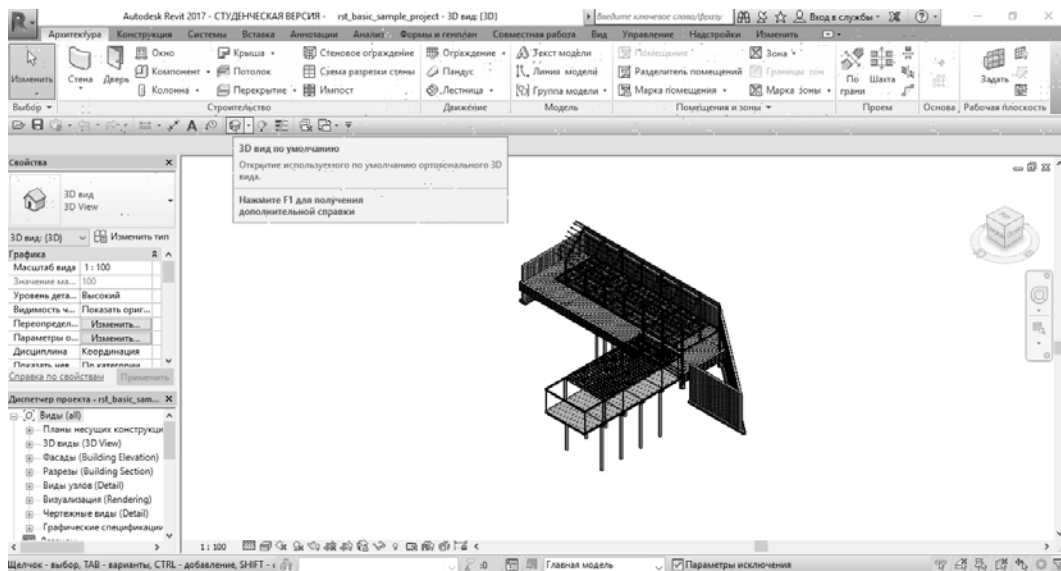 Autodesk Revit 2017 - СТУДЕНЧЕСКАЯ ВЕРСИЯ - rst_basic_sample_project - 3D вид: {3D}
Введите ключевое слово/фразу
Вход в службы
Архитектура Конструкция Системы Вставка Аннотации Анализ Формы и генплан Совместная работа Вид Управление Надстройки Изменить
Изменить
Стена
Дверь
Окно
Компонент
Колонна
Крыша
Потолок
Перекрытие
Стеновое ограждение
Схема разрезки стены
Импост
Ограждение
Пандус
Лестница
Текст модели
Линия модели
Группа модели
Помещение
Разделитель помещений
Марка помещения
Зона
Границы зон
Марка зоны
По грани
Шахта
Задать
Выбор Строительство Движение Модель Помещения и зоны Проем Основа Рабочая плоскость
3D вид по умолчанию
Открытие используемого по умолчанию ортогонального 3D
вида.
Нажмите F1 для получения
дополнительной справки
Свойства
3D вид
3D View
3D вид: {3D} Изменить тип
Графика
Масштаб вида 1 : 100
Значение ма... 100
Уровень дета... Высокий
Видимость ч... Показать ориг...
Переопредел... Изменить...
Параметры о... Изменить...
Дисциплина Координация
Показать нев... По категории
Справка по свойствам Применить
Диспетчер проекта - rst_basic_sam...
Виды (all)
Планы несущих конструкци
3D виды (3D View)
Фасады (Building Elevation)
Разрезы (Building Section)
Виды узлов (Detail)
Визуализация (Rendering)
Чертежные виды (Detail)
Графические спецификации
1 : 100
Щелчок - выбор, TAB - варианты, CTRL - добавление, SHIFT - 
:0
Главная модель
Параметры исключения